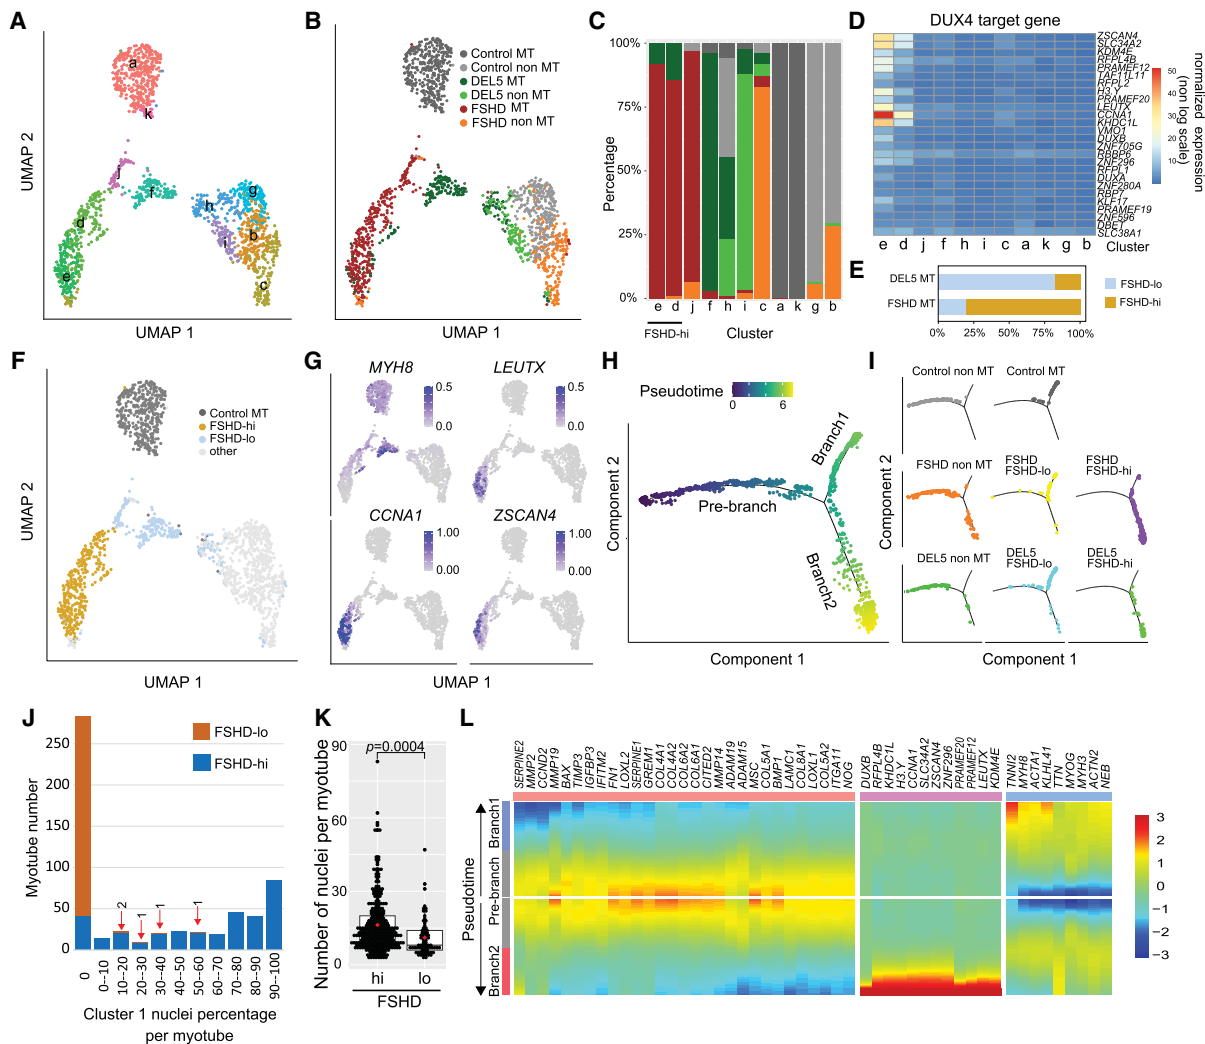 A
UMAP 2
a
k
j
f
d
e
h
g
i
b
c
UMAP 1
B
Control MT
Control non MT
DEL5 MT
DEL5 non MT
FSHD MT
FSHD non MT
UMAP 1
C
Percentage
100%
75%
50%
25%
0%
e d j f h i c a k g b
FSHD-hi
Cluster
D
DUX4 target gene
ZSCAN4
SLC34A2
KDM4E
RFPL4B
PRAMEF12
TAF11L11
RFPL2
H3.Y
PRAMEF20
LEUTX
CCNA1
KHDC1L
VMO1
DUXB
ZNF705G
RBBP6
ZNF296
RFPL1
DUXA
ZNF280A
RBP7
KLF17
PRAMEF19
ZNF596
DBET
SLC38A1
e d j f h i c a k g b
Cluster
50
40
30
20
10
normalized expression
(non log scale)
E
DEL5 MT
FSHD MT
0% 25% 50% 75% 100%
FSHD-lo
FSHD-hi
F
UMAP 2
Control MT
FSHD-hi
FSHD-lo
other
UMAP 1
G
MYH8
0.5
0.0
LEUTX
0.5
0.0
CCNA1
1.00
0.00
ZSCAN4
1.00
0.00
UMAP 1
H
Pseudotime
0 6
Component 2
Pre-branch
Branch1
Branch2
Component 1
I
Component 2
Control non MT
Control MT
FSHD non MT
FSHD
FSHD-lo
FSHD
FSHD-hi
DEL5 non MT
DEL5
FSHD-lo
DEL5
FSHD-hi
Component 1
J
Myotube number
250
200
150
100
50
0
FSHD-lo
FSHD-hi
2
1
1
1
0
0--10
10--20
20--30
30--40
40--50
50--60
60--70
70--80
80--90
90--100
Cluster 1 nuclei percentage
per myotube
K
Number of nuclei per myotube
90
60
30
0
p=0.0004
hi lo
FSHD
L
SERPINE2
MMP2
CCND2
MMP19
BAX
TIMP3
IGFBP3
IFITM2
FN1
LOXL2
SERPINE1
GREM1
COL4A1
COL4A2
COL6A2
COL6A1
CITED2
MMP14
ADAM19
ADAM15
MSC
COL5A1
BMP1
LAMC1
COL8A1
LOXL1
COL5A2
ITGA11
NOG
DUXB
RFPL4B
KHDC1L
H3.Y
CCNA1
SLC34A2
ZSCAN4
ZNF296
PRAMEF20
PRAMEF12
LEUTX
KDM4E
TNNI2
MYH8
ACTA1
KLHL41
TTN
MYOG
MYH3
ACTN2
NEB
Pseudotime
Branch1
Pre-branch
Branch2
3
2
1
0
−1
−2
−3